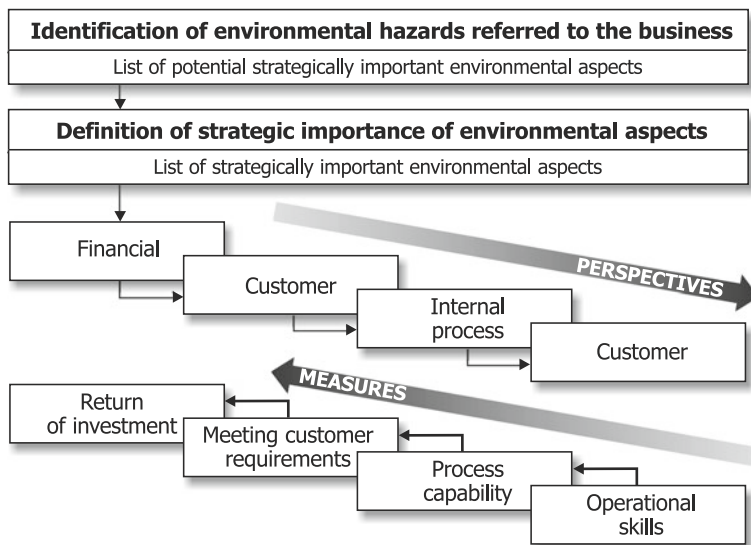 Identification of environmental hazards referred to the business
List of potential strategically important environmental aspects
Definition of strategic importance of environmental aspects
List of strategically important environmental aspects
Financial
Customer
Internal
process
Customer
PERSPECTIVES
MEASURES
Return
of investment
Meeting customer
requirements
Process
capability
Operational
skills